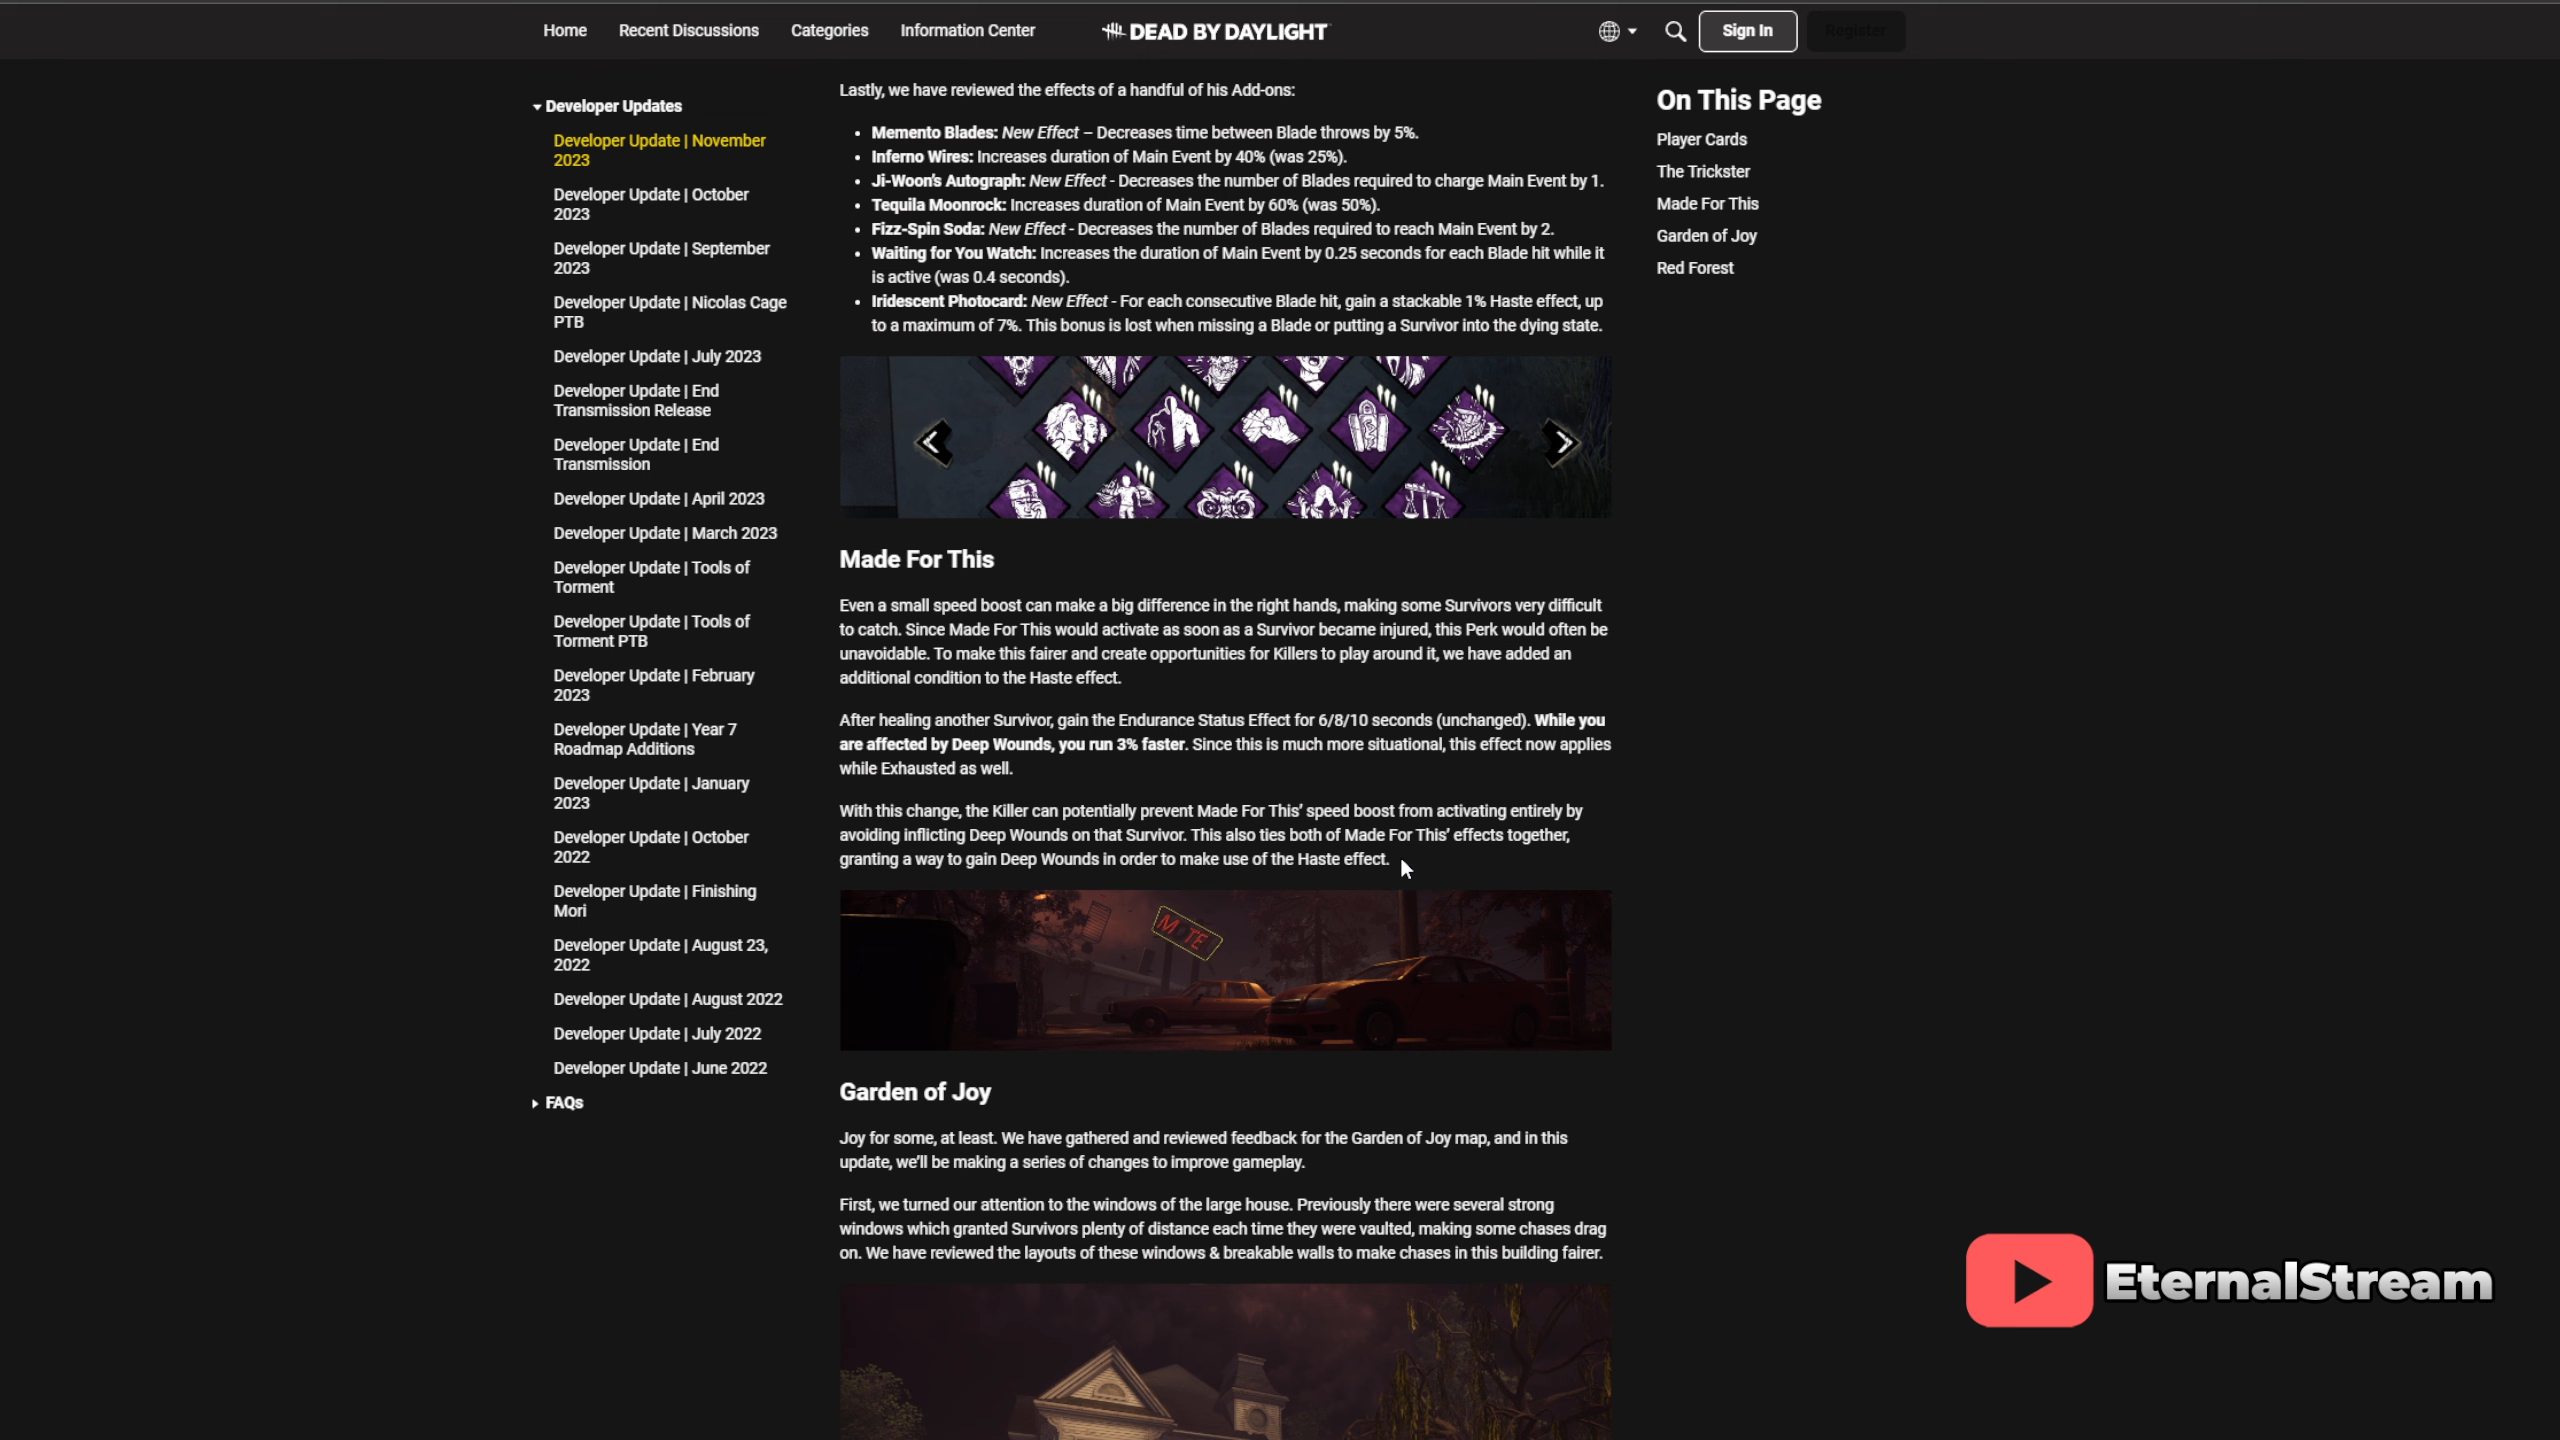 Home
Recent Discussions
Categories
Information Center
DEAD BY DAYLIGHT
Sign In
Register
Developer Updates
Developer Update | November
2023
Developer Update | October
2023
Developer Update | September
2023
Developer Update | Nicolas Cage
PTB
Developer Update | July 2023
Developer Update | End
Transmission Release
Developer Update | End
Transmission
Developer Update | April 2023
Developer Update | March 2023
Developer Update | Tools of
Torment
Developer Update | Tools of
Torment PTB
Developer Update | February
2023
Developer Update | Year 7
Roadmap Additions
Developer Update | January
2023
Developer Update | October
2022
Developer Update | Finishing
Mori
Developer Update | August 23,
2022
Developer Update | August 2022
Developer Update | July 2022
Developer Update | June 2022
FAQs
Lastly, we have reviewed the effects of a handful of his Add-ons:
• Memento Blades: New Effect – Decreases time between Blade throws by 5%.
• Inferno Wires: Increases duration of Main Event by 40% (was 25%).
• Ji-Woon's Autograph: New Effect - Decreases the number of Blades required to charge Main Event by 1.
• Tequila Moonrock: Increases duration of Main Event by 60% (was 50%).
• Fizz-Spin Soda: New Effect - Decreases the number of Blades required to reach Main Event by 2.
• Waiting for You Watch: Increases the duration of Main Event by 0.25 seconds for each Blade hit while it
is active (was 0.4 seconds).
• Iridescent Photocard: New Effect - For each consecutive Blade hit, gain a stackable 1% Haste effect, up
to a maximum of 7%. This bonus is lost when missing a Blade or putting a Survivor into the dying state.
Made For This
Even a small speed boost can make a big difference in the right hands, making some Survivors very difficult
to catch. Since Made For This would activate as soon as a Survivor became injured, this Perk would often be
unavoidable. To make this fairer and create opportunities for Killers to play around it, we have added an
additional condition to the Haste effect.
After healing another Survivor, gain the Endurance Status Effect for 6/8/10 seconds (unchanged). While you
are affected by Deep Wounds, you run 3% faster. Since this is much more situational, this effect now applies
while Exhausted as well.
With this change, the Killer can potentially prevent Made For This' speed boost from activating entirely by
avoiding inflicting Deep Wounds on that Survivor. This also ties both of Made For This' effects together,
granting a way to gain Deep Wounds in order to make use of the Haste effect.
M TE
Garden of Joy
Joy for some, at least. We have gathered and reviewed feedback for the Garden of Joy map, and in this
update, we'll be making a series of changes to improve gameplay.
First, we turned our attention to the windows of the large house. Previously there were several strong
windows which granted Survivors plenty of distance each time they were vaulted, making some chases drag
on. We have reviewed the layouts of these windows & breakable walls to make chases in this building fairer.
On This Page
Player Cards
The Trickster
Made For This
Garden of Joy
Red Forest
EternalStream